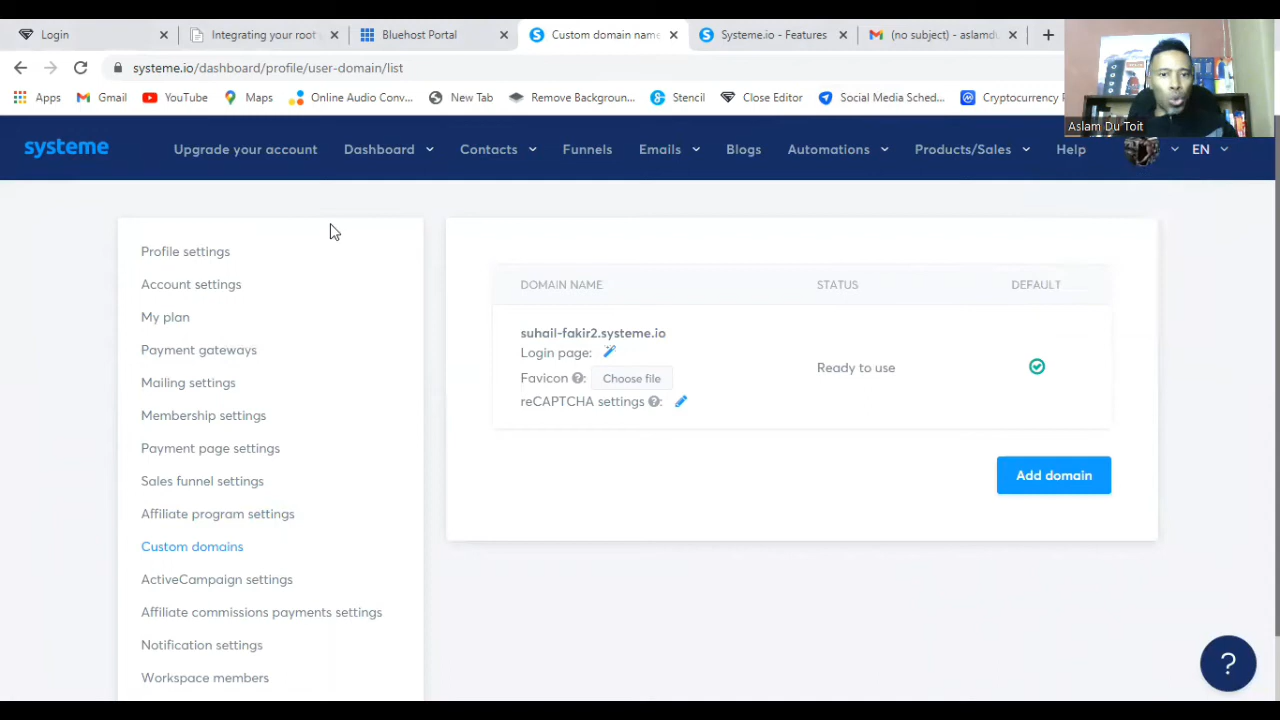 Login
Integrating your root
Bluehost Portal
Custom domain name
Systeme.io - Features
(no subject) - aslamdu
systeme.io/dashboard/profile/user-domain/list
Apps
Gmail
YouTube
Maps
Online Audio Conv...
New Tab
Remove Backgroun...
Stencil
Close Editor
Social Media Sched...
Cryptocurrency
Aslam Du Toit
systeme
Upgrade your account
Dashboard
Contacts
Funnels
Emails
Blogs
Automations
Products/Sales
Help
EN
Profile settings
Account settings
My plan
Payment gateways
Mailing settings
Membership settings
Payment page settings
Sales funnel settings
Affiliate program settings
Custom domains
ActiveCampaign settings
Affiliate commissions payments settings
Notification settings
Workspace members
DOMAIN NAME
STATUS
DEFAULT
suhail-fakir2.systeme.io
Login page:
Favicon ?: Choose file
reCAPTCHA settings ?:
Ready to use
Add domain
?